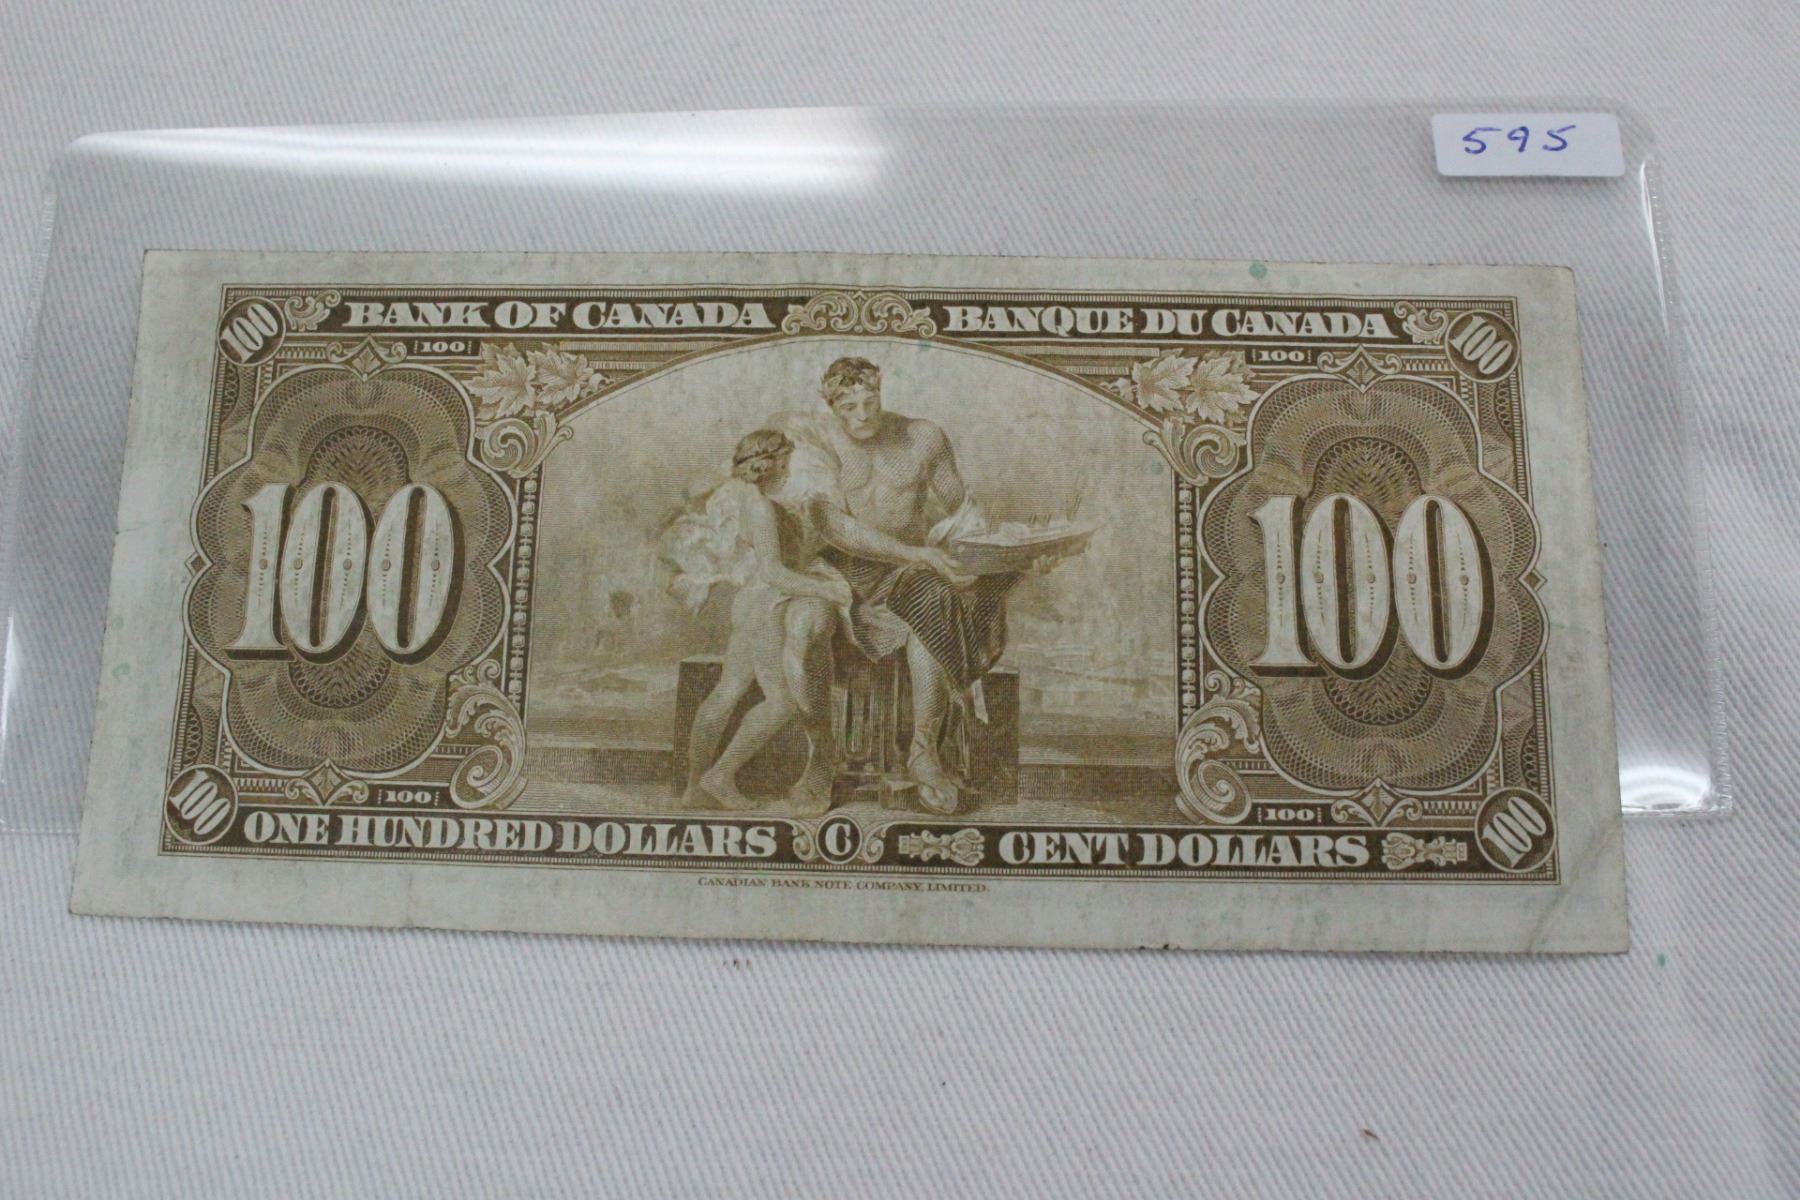 595
100 BANK OF CANADA BANQUE DU CANADA 100
100 100
100 100
100 100
100 ONE HUNDRED DOLLARS C CENT DOLLARS 100
CANADIAN BANK NOTE COMPANY, LIMITED.